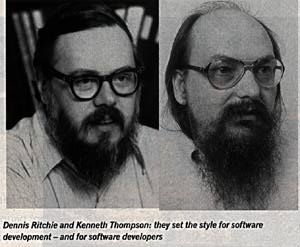 Dennis Ritchie and Kenneth Thompson: they set the style for software
development – and for software developers